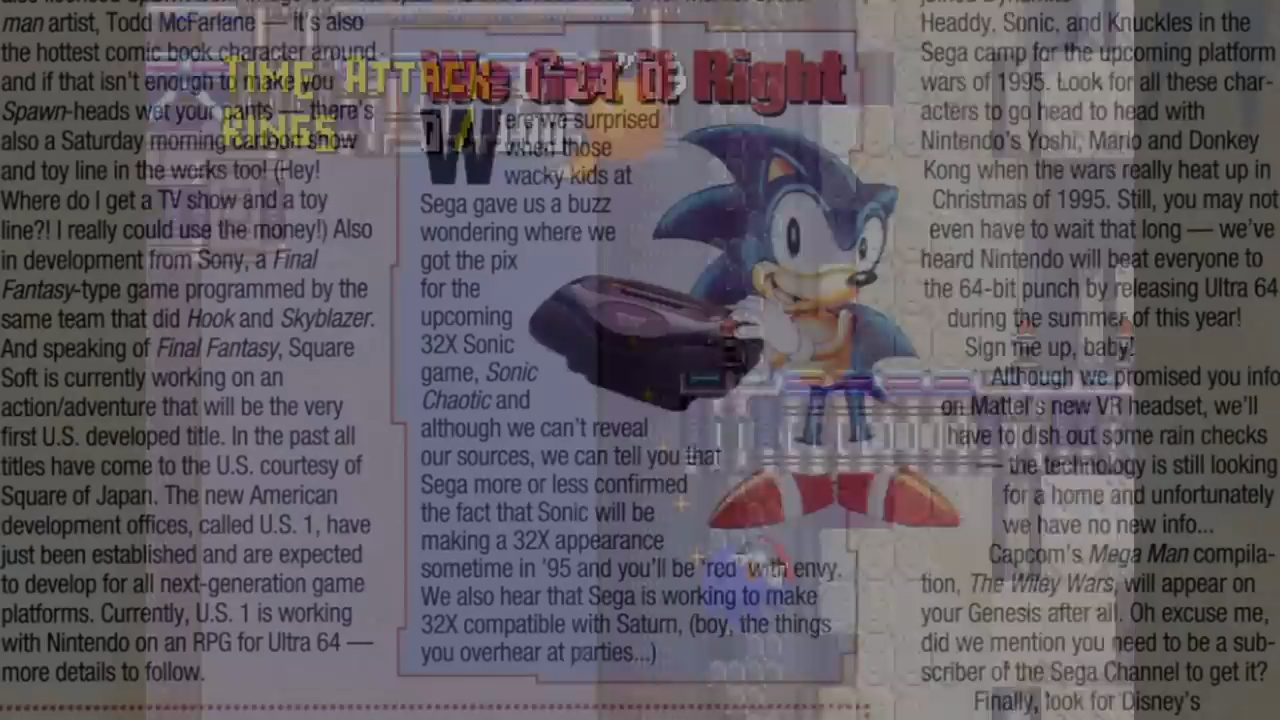 man artist, Todd McFarlane — it's also
the hottest comic book character around
and if that isn't enough to make you
Spawn-heads wet your pants — there's
also a Saturday morning cartoon show
and toy line in the works too! (Hey!
Where do I get a TV show and a toy
line?! I really could use the money!) Also
in development from Sony, a Final
Fantasy-type game programmed by the
same team that did Hook and Skyblazer.
And speaking of Final Fantasy, Square
Soft is currently working on an
action/adventure that will be the very
first U.S. developed title. In the past all
titles have come to the U.S. courtesy of
Square of Japan. The new American
development offices, called U.S. 1, have
just been established and are expected
to develop for all next-generation game
platforms. Currently, U.S. 1 is working
with Nintendo on an RPG for Ultra 64 —
more details to follow.
TIME ATTACK
RINGS
We Got it Right
Were we surprised
when those
wacky kids at
Sega gave us a buzz
wondering where we
got the pix
for the
upcoming
32X Sonic
game, Sonic
Chaotic and
although we can't reveal
our sources, we can tell you that
Sega more or less confirmed
the fact that Sonic will be
making a 32X appearance
sometime in '95 and you'll be 'red' with envy.
We also hear that Sega is working to make
32X compatible with Saturn, (boy, the things
you overhear at parties...)
Headdy, Sonic, and Knuckles in the
Sega camp for the upcoming platform
wars of 1995. Look for all these char-
acters to go head to head with
Nintendo's Yoshi, Mario and Donkey
Kong when the wars really heat up in
Christmas of 1995. Still, you may not
even have to wait that long — we've
heard Nintendo will beat everyone to
the 64-bit punch by releasing Ultra 64
during the summer of this year!
Sign me up, baby!
Although we promised you info
on Mattel's new VR headset, we'll
have to dish out some rain checks
— the technology is still looking
for a home and unfortunately
we have no new info...
Capcom's Mega Man compila-
tion, The Wiley Wars, will appear on
your Genesis after all. Oh excuse me,
did we mention you need to be a sub-
scriber of the Sega Channel to get it?
Finally, look for Disney's